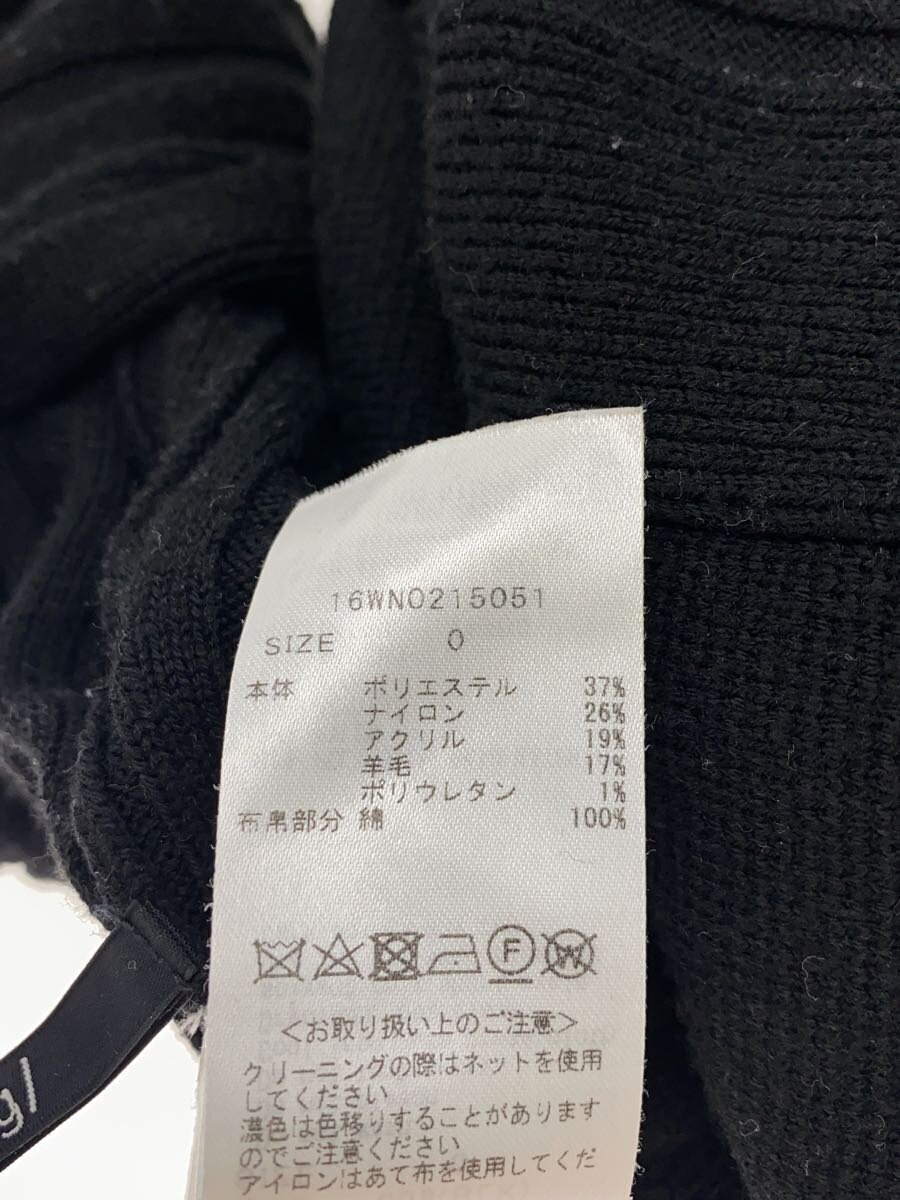 16WNO215051
SIZE 0
本体 ポリエステル 37%
ナイロン 26%
アクリル 19%
羊毛 17%
ポリウレタン 1%
布帛部分 綿 100%
F W
<お取り扱い上のご注意>
クリーニングの際はネットを使用
してください
濃色は色移りすることがあります
のでご注意ください
アイロンはあて布を使用してくだ